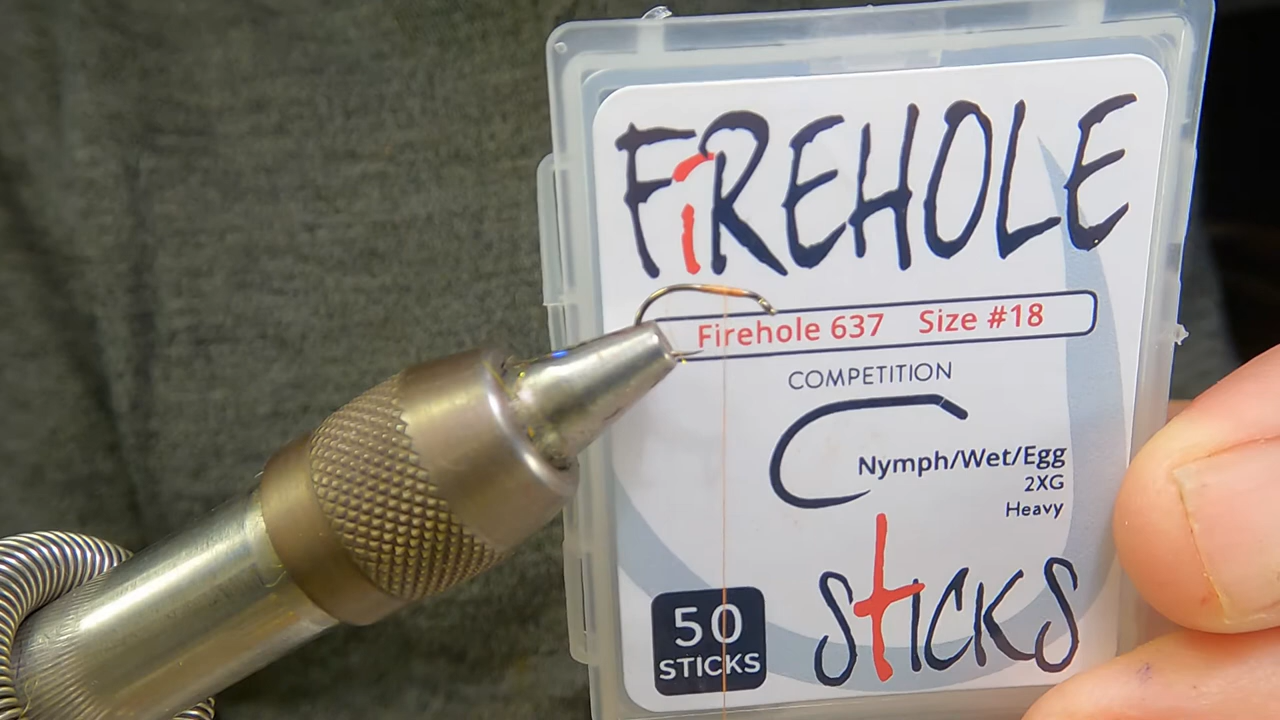 FiREHOLE
Firehole 637 Size #18
COMPETITION
Nymph/Wet/Egg
2XG
Heavy
50
STICKS
STICKS